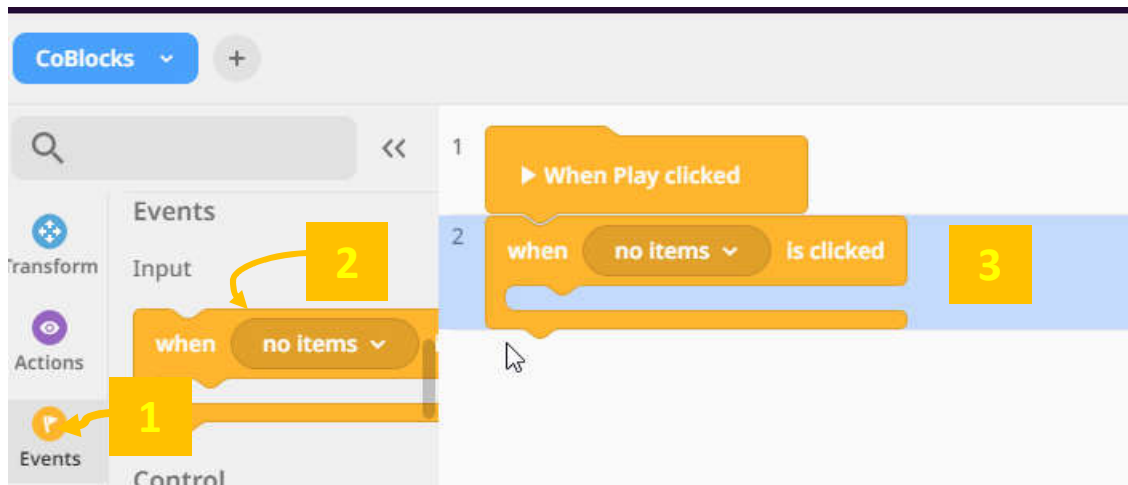 CoBlocks
+
1
When Play clicked
Events
2
when no items is clicked
Transform
Input
2
3
Actions
when no items
1
Events
Control